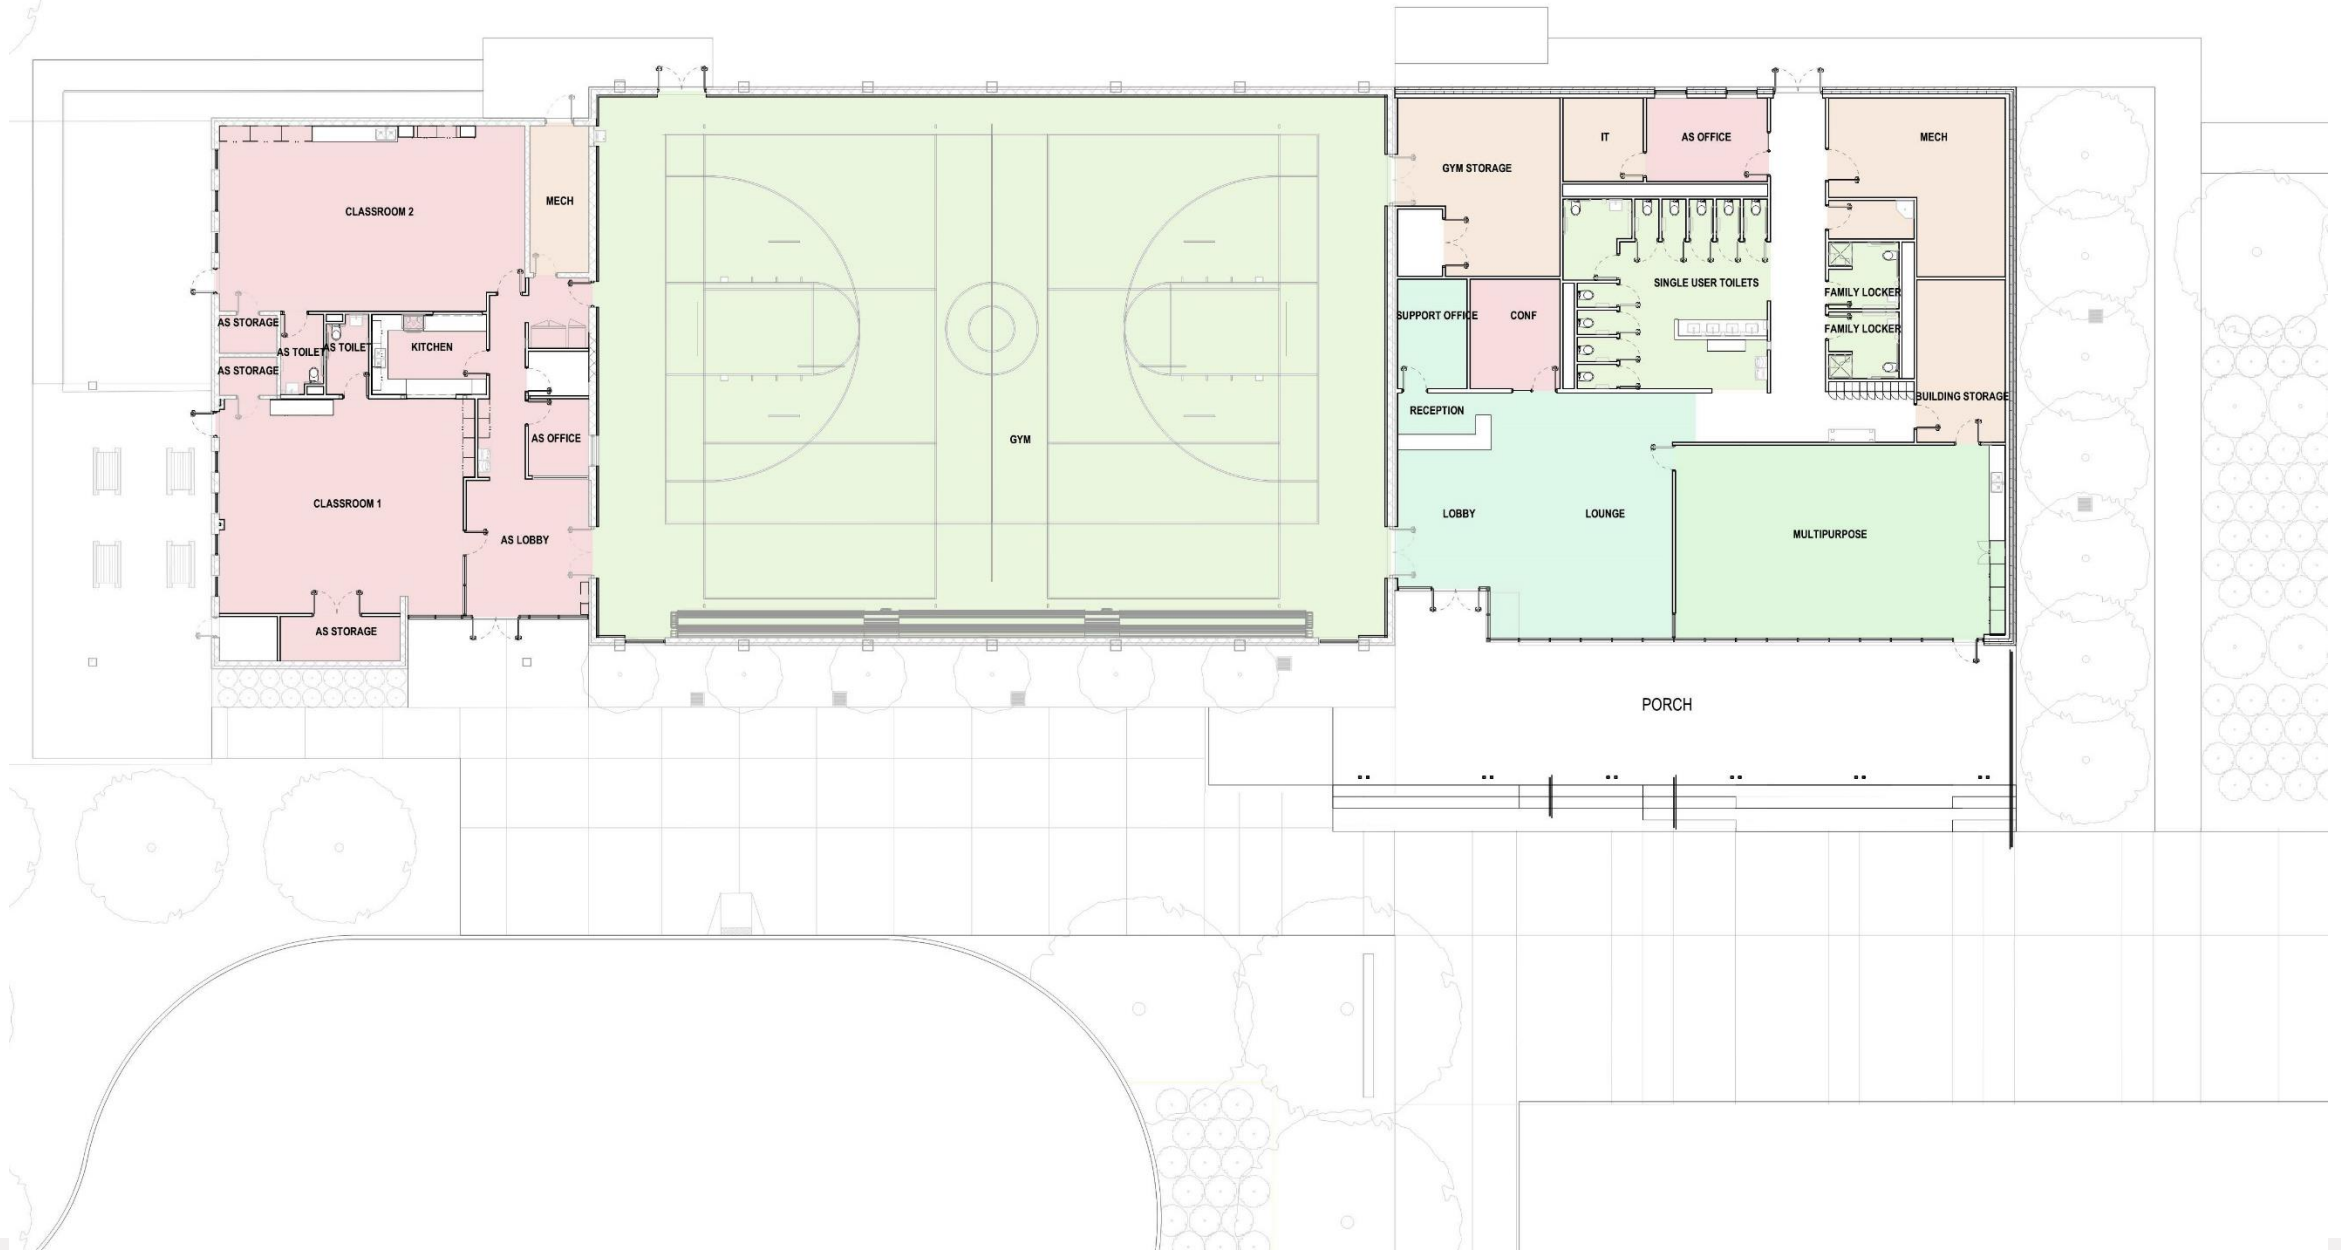 IT
AS OFFICE
MECH
GYM STORAGE
CLASSROOM 2
MECH
SINGLE USER TOILETS
FAMILY LOCKER
SUPPORT OFFICE
CONF
AS STORAGE
FAMILY LOCKER
AS TOILET
AS TOILET
KITCHEN
AS STORAGE
BUILDING STORAGE
RECEPTION
AS OFFICE
GYM
CLASSROOM 1
LOBBY
LOUNGE
MULTIPURPOSE
AS LOBBY
AS STORAGE
PORCH